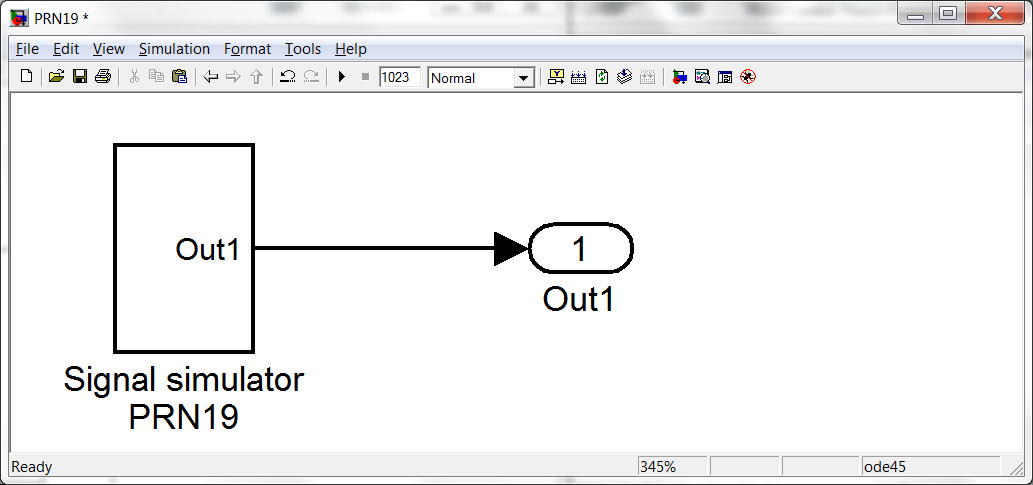 PRN19 *
File Edit View Simulation Format Tools Help
1023 Normal
Out1
1
Out1
Signal simulator
PRN19
Ready 345% ode45